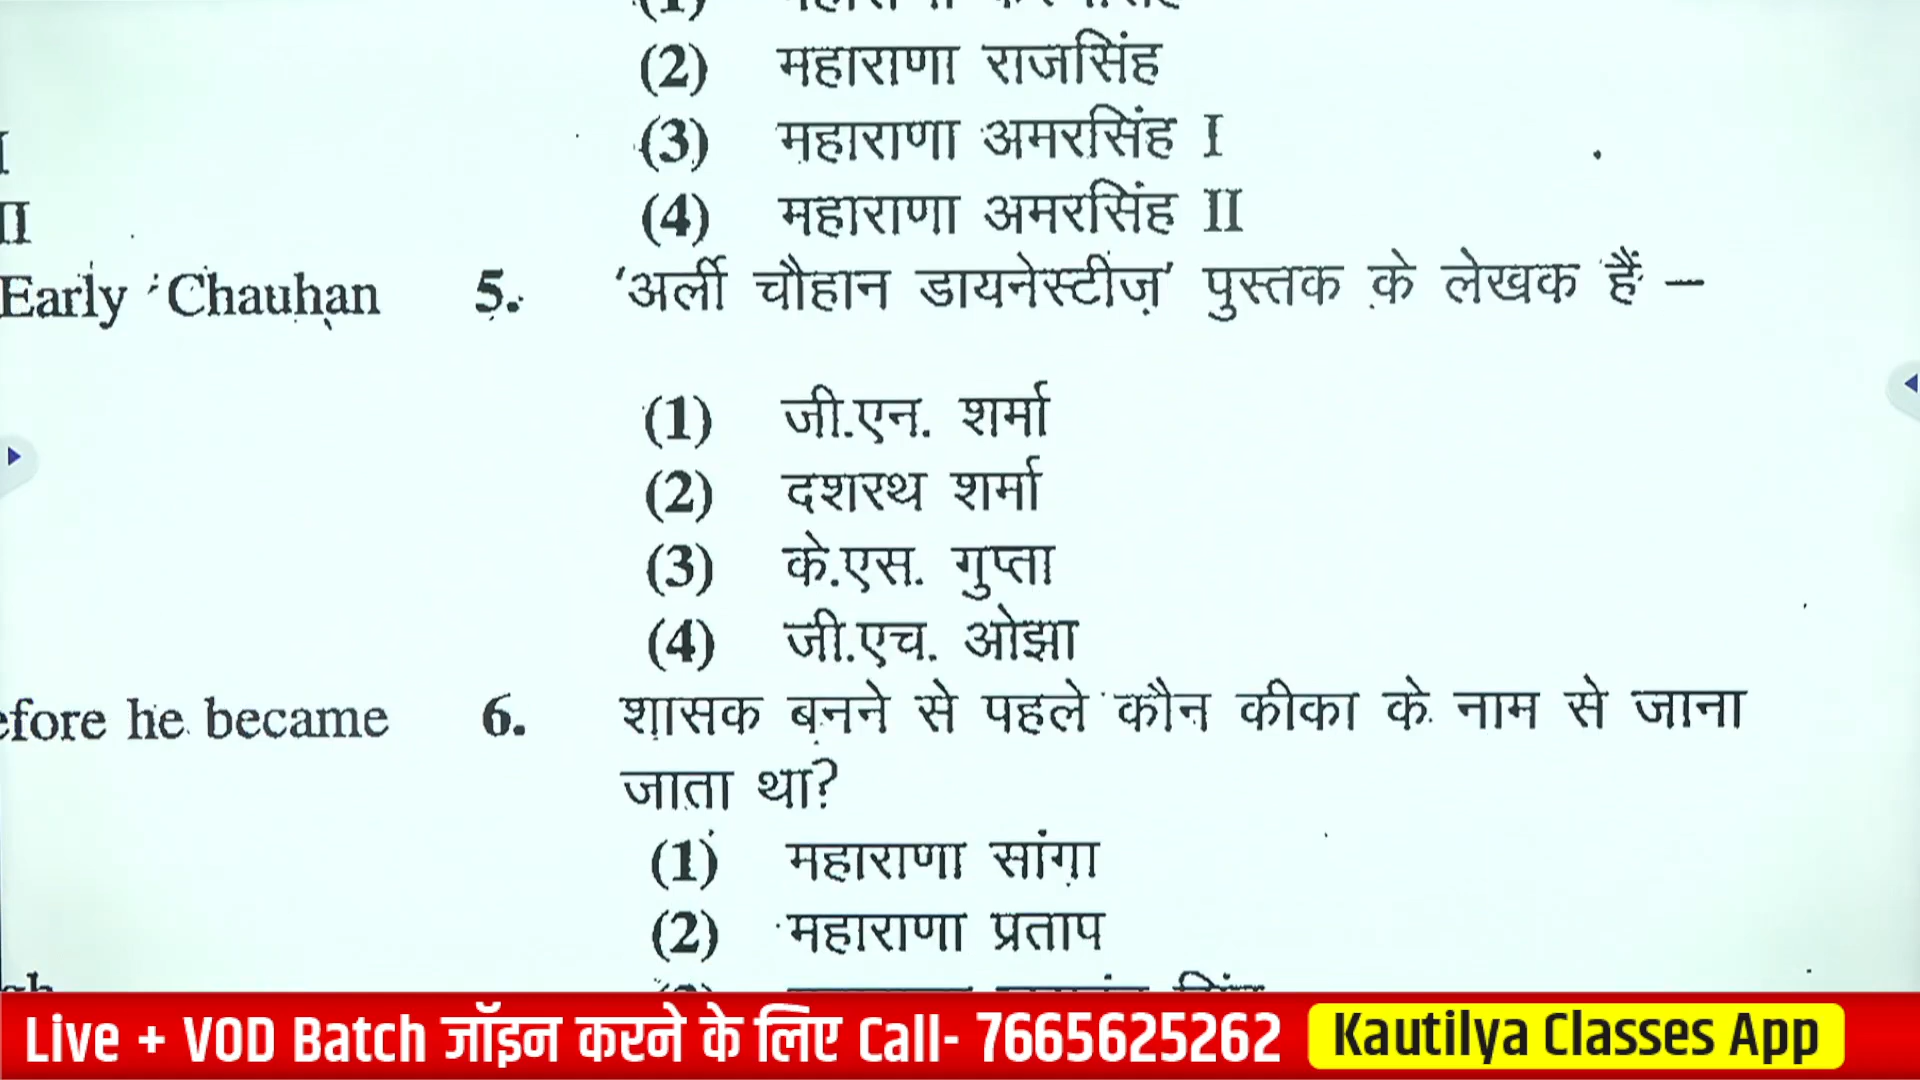 (2) महाराणा राजसिंह
(3) महाराणा अमरसिंह I
(4) महाराणा अमरसिंह II
II
Early Chauhan
5. ‘अर्ली चौहान डायनेस्टीज़’ पुस्तक के लेखक हैं –
(1) जी.एन. शर्मा
(2) दशरथ शर्मा
(3) के.एस. गुप्ता
(4) जी.एच. ओझा
he became
6. शासक बनने से पहले कौन कीका के नाम से जाना
जाता था?
(1) महाराणा सांगा
(2) महाराणा प्रताप
Live + VOD Batch जॉइन करने के लिए Call- 7665625262
Kautilya Classes App